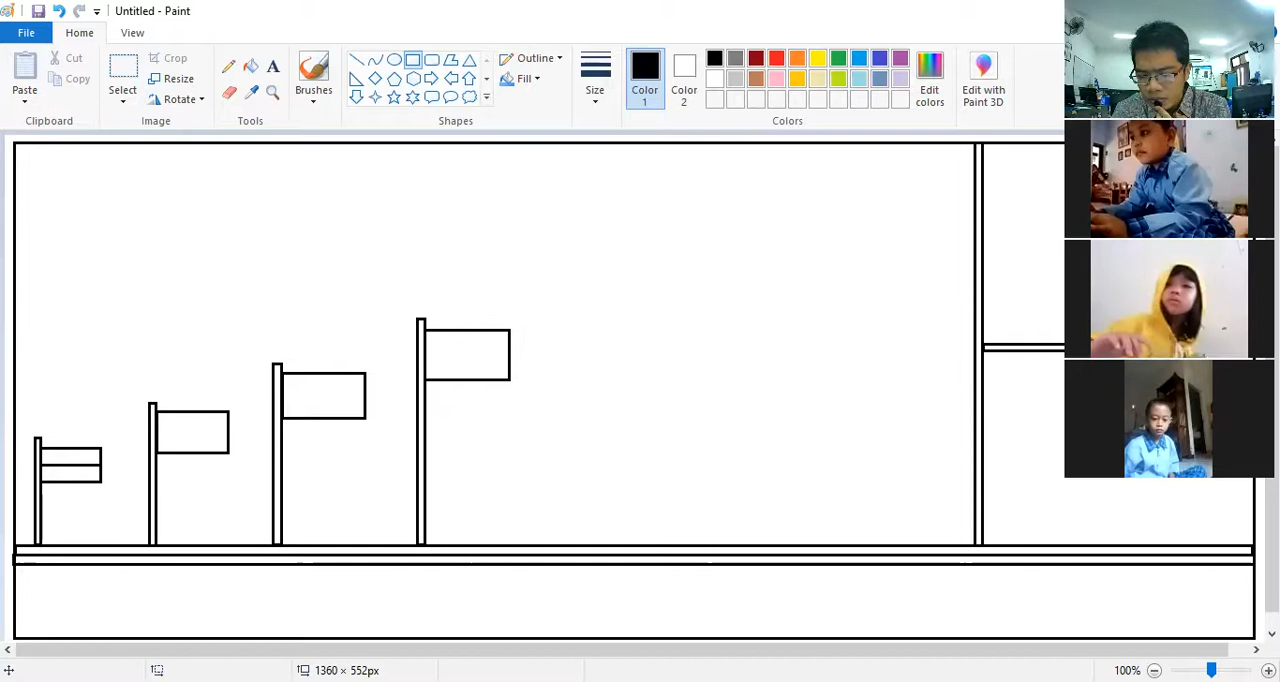 Untitled - Paint
File Home View
Paste
Cut
Copy
Clipboard
Select
Crop
Resize
Rotate
Image
A
Tools
Brushes
Shapes
Outline
Fill
Size
Color 1
Color 2
Edit colors
Colors
Edit with Paint 3D
1360 × 552px
100%